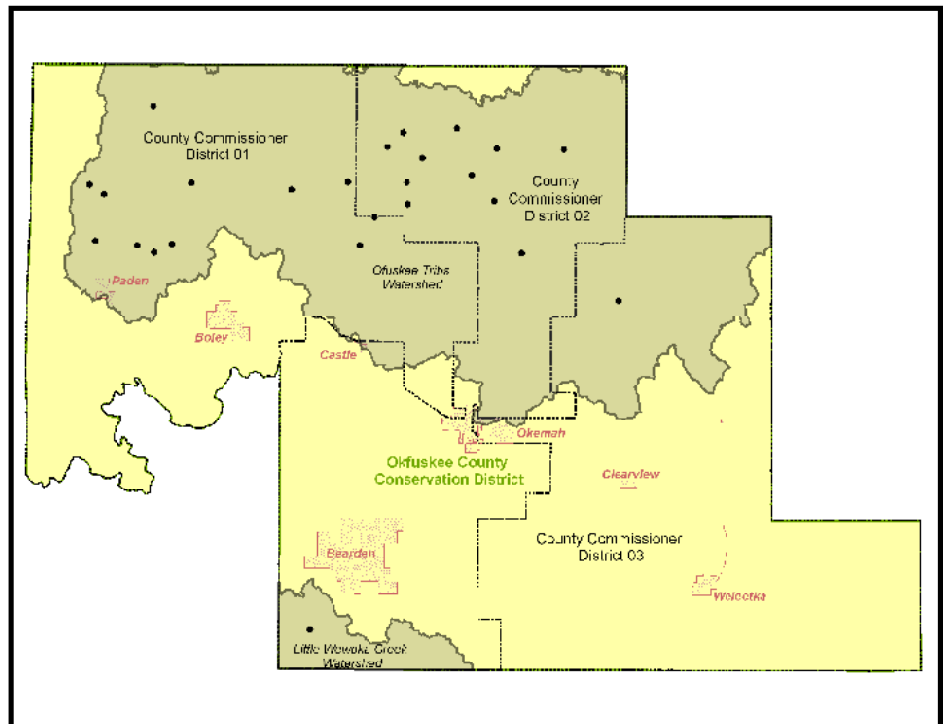 County Commissioner
District 01
County
Commissioner
District 02
Ofuskee Tribs
Watershed
Paden
Boley
Castle
Okemah
Okfuskee County
Conservation District
Clearview
County Commissioner
District 03
Bearden
Weleetka
Little Wewoka Creek
Watershed